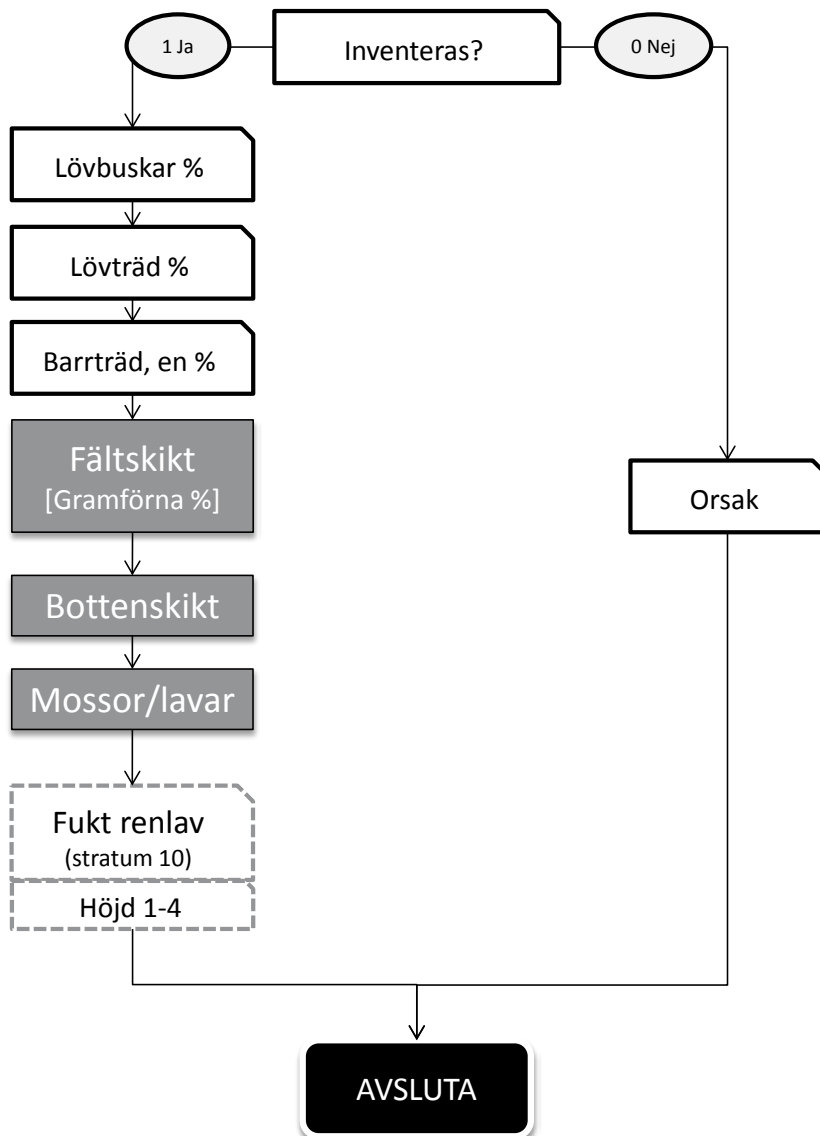 1 Ja
Inventeras?
0 Nej
Lövbuskar %
Lövträd %
Barrträd, en %
Fältskikt
[Gramförna %]
Orsak
Bottenskikt
Mossor/lavar
Fukt renlav
(stratum 10)
Höjd 1-4
AVSLUTA